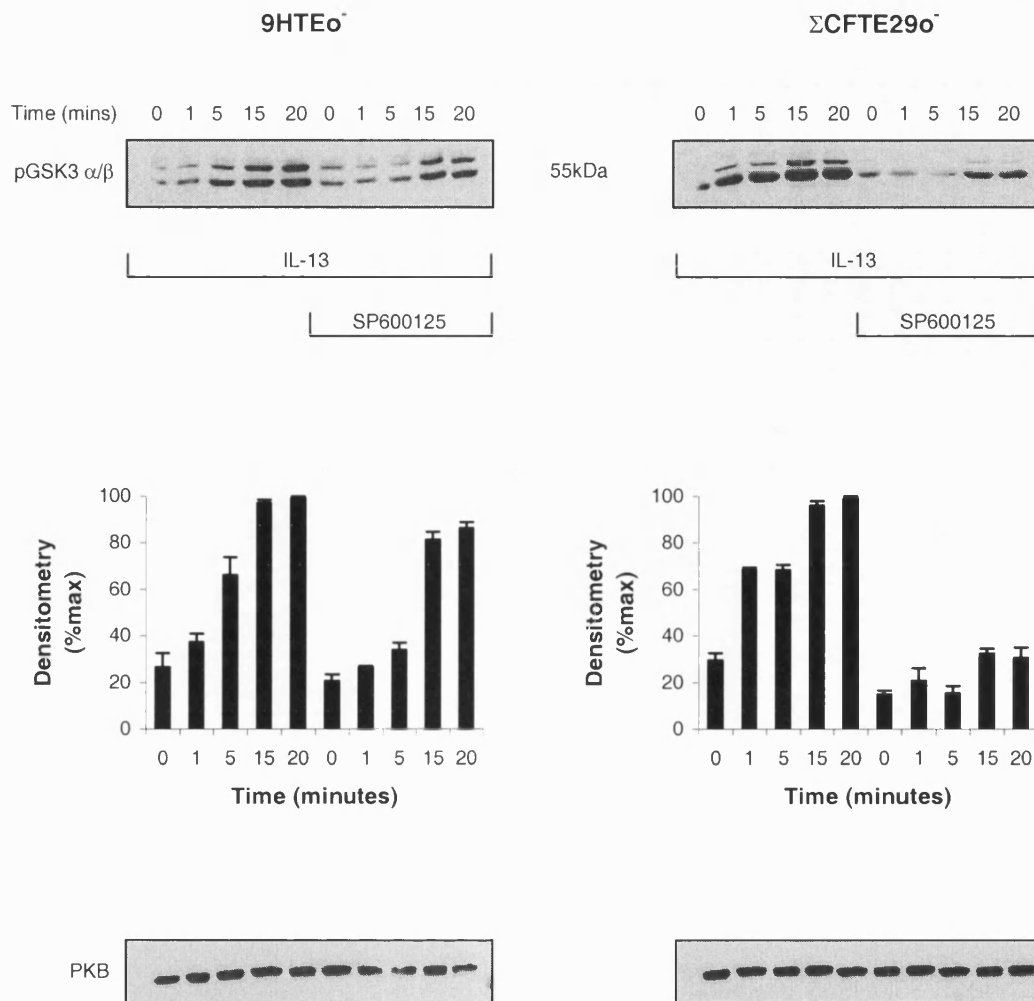 9HTEo⁻ ΣCFTE29o⁻
Time (mins) 0 1 5 15 20 0 1 5 15 20 0 1 5 15 20 0 1 5 15 20
pGSK3 α/β 55kDa
IL-13 IL-13
SP600125 SP600125
100 100
80 80
60 60
40 40
20 20
0 0
Densitometry (%max) Densitometry (%max)
0 1 5 15 20 0 1 5 15 20 0 1 5 15 20 0 1 5 15 20
Time (minutes) Time (minutes)
PKB